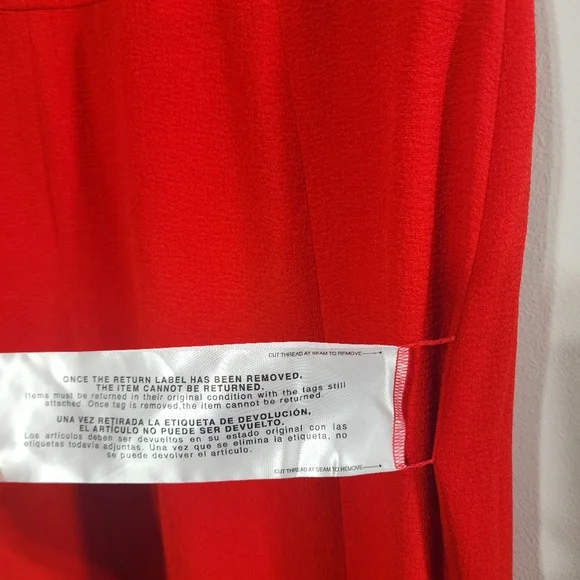 CUT THREAD AT SEAM TO REMOVE
ONCE THE RETURN LABEL HAS BEEN REMOVED.
THE ITEM CANNOT BE RETURNED.
Items must be returned in their original condition with the tags still
attached. Once tag is removed,the item cannot be returned.
UNA VEZ RETIRADA LA ETIQUETA DE DEVOLUCIÓN,
EL ARTICULO NO PUEDE SER DEVUELTO.
Los artículos deben ser devueltos en su estado original con las
etiquetas todavía adjuntas. Una vez que se elimina la etiqueta, no
se puede devolver el artículo.
CUT THREAD AT SEAM TO REMOVE